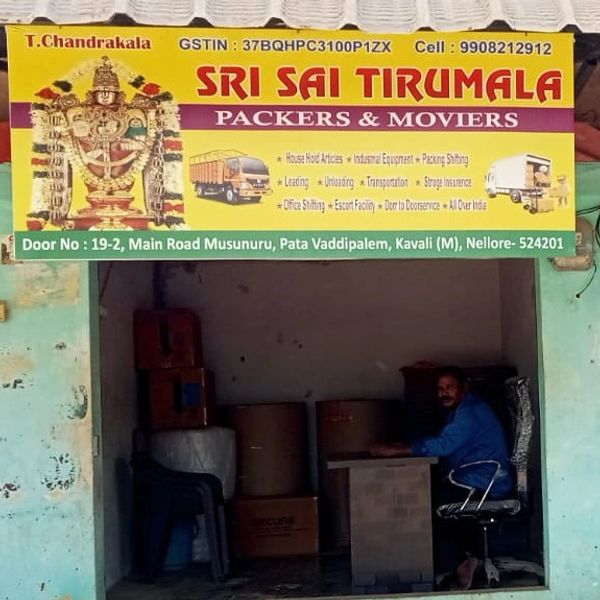 T.Chandrakala GSTIN : 37BQHPC3100P1ZX Cell : 9908212912
SRI SAI TIRUMALA
PACKERS & MOVIERS
★ House Hold Articles ★ Industrial Equipment ★ Packing Shifting
★ Loading ★ Unloading ★ Transportation ★ Stroge Insurence
★ Office Shifting ★ Escort Facility ★ Dorr to Doorservice ★ All Over India
Door No : 19-2, Main Road Musunuru, Pata Vaddipalem, Kavali (M), Nellore- 524201
SECURE